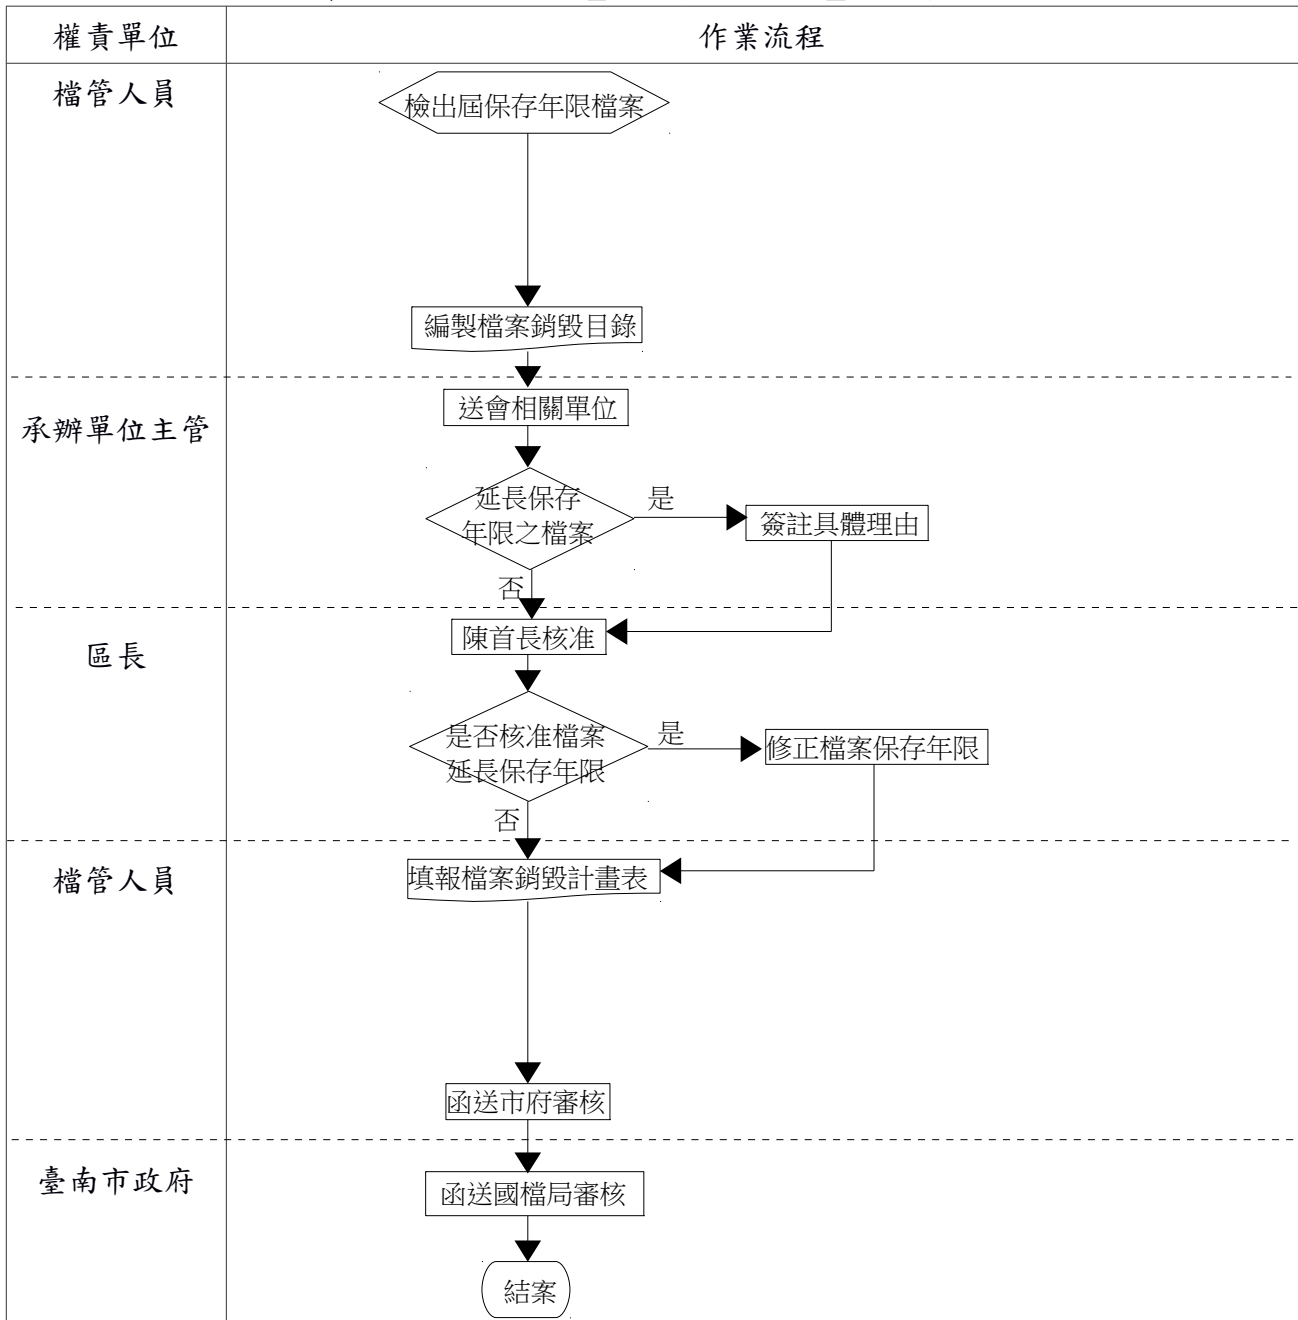 權責單位
作業流程
檔管人員
檢出屆保存年限檔案
編製檔案銷毀目錄
承辦單位主管
送會相關單位
延長保存
年限之檔案
是
簽註具體理由
否
區長
陳首長核准
是否核准檔案
延長保存年限
是
修正檔案保存年限
否
檔管人員
填報檔案銷毀計畫表
函送市府審核
臺南市政府
函送國檔局審核
結案